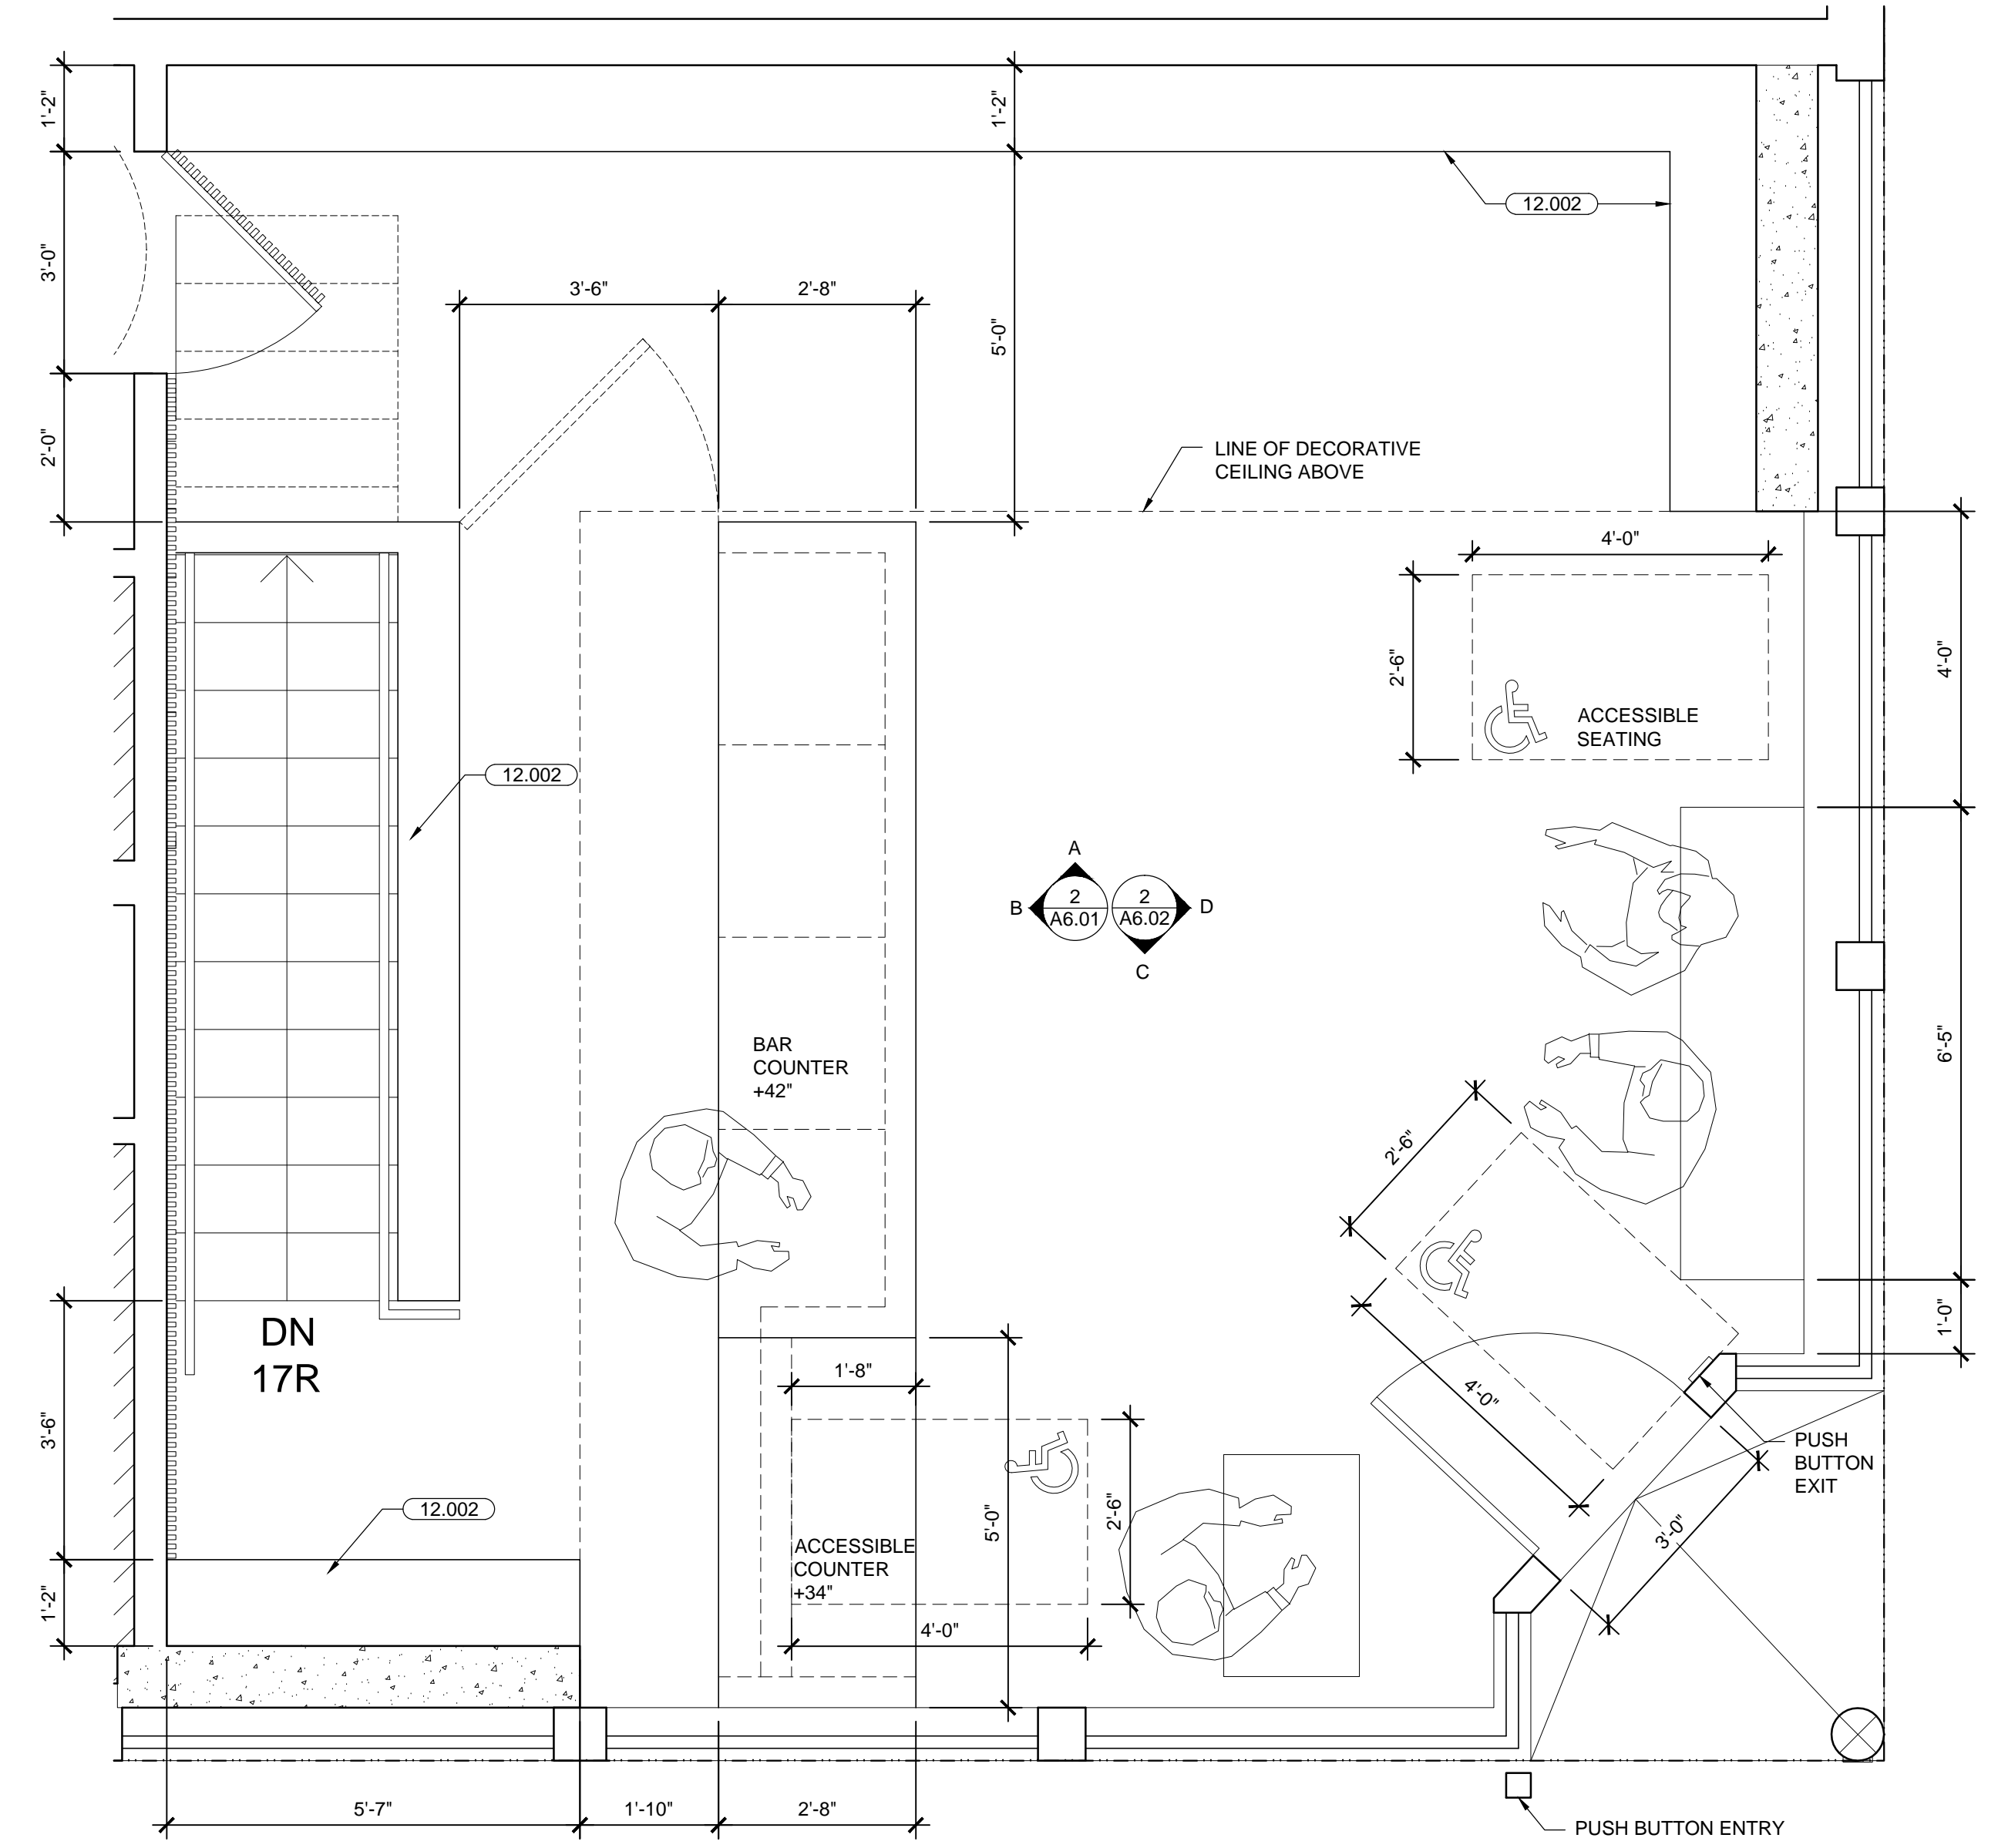 1'-2"
1'-2"
12.002
3'-0"
3'-6"
2'-8"
5'-0"
2'-0"
LINE OF DECORATIVE
CEILING ABOVE
4'-0"
2'-6"
4'-0"
ACCESSIBLE
SEATING
12.002
A
B
2
A6.01
2
A6.02
D
C
BAR
COUNTER
+42"
6'-5"
2'-6"
DN
17R
1'-0"
1'-8"
4'-0"
3'-6"
PUSH
BUTTON
EXIT
12.002
5'-0"
2'-6"
3'-0"
ACCESSIBLE
COUNTER
+34"
1'-2"
4'-0"
5'-7"
1'-10"
2'-8"
PUSH BUTTON ENTRY